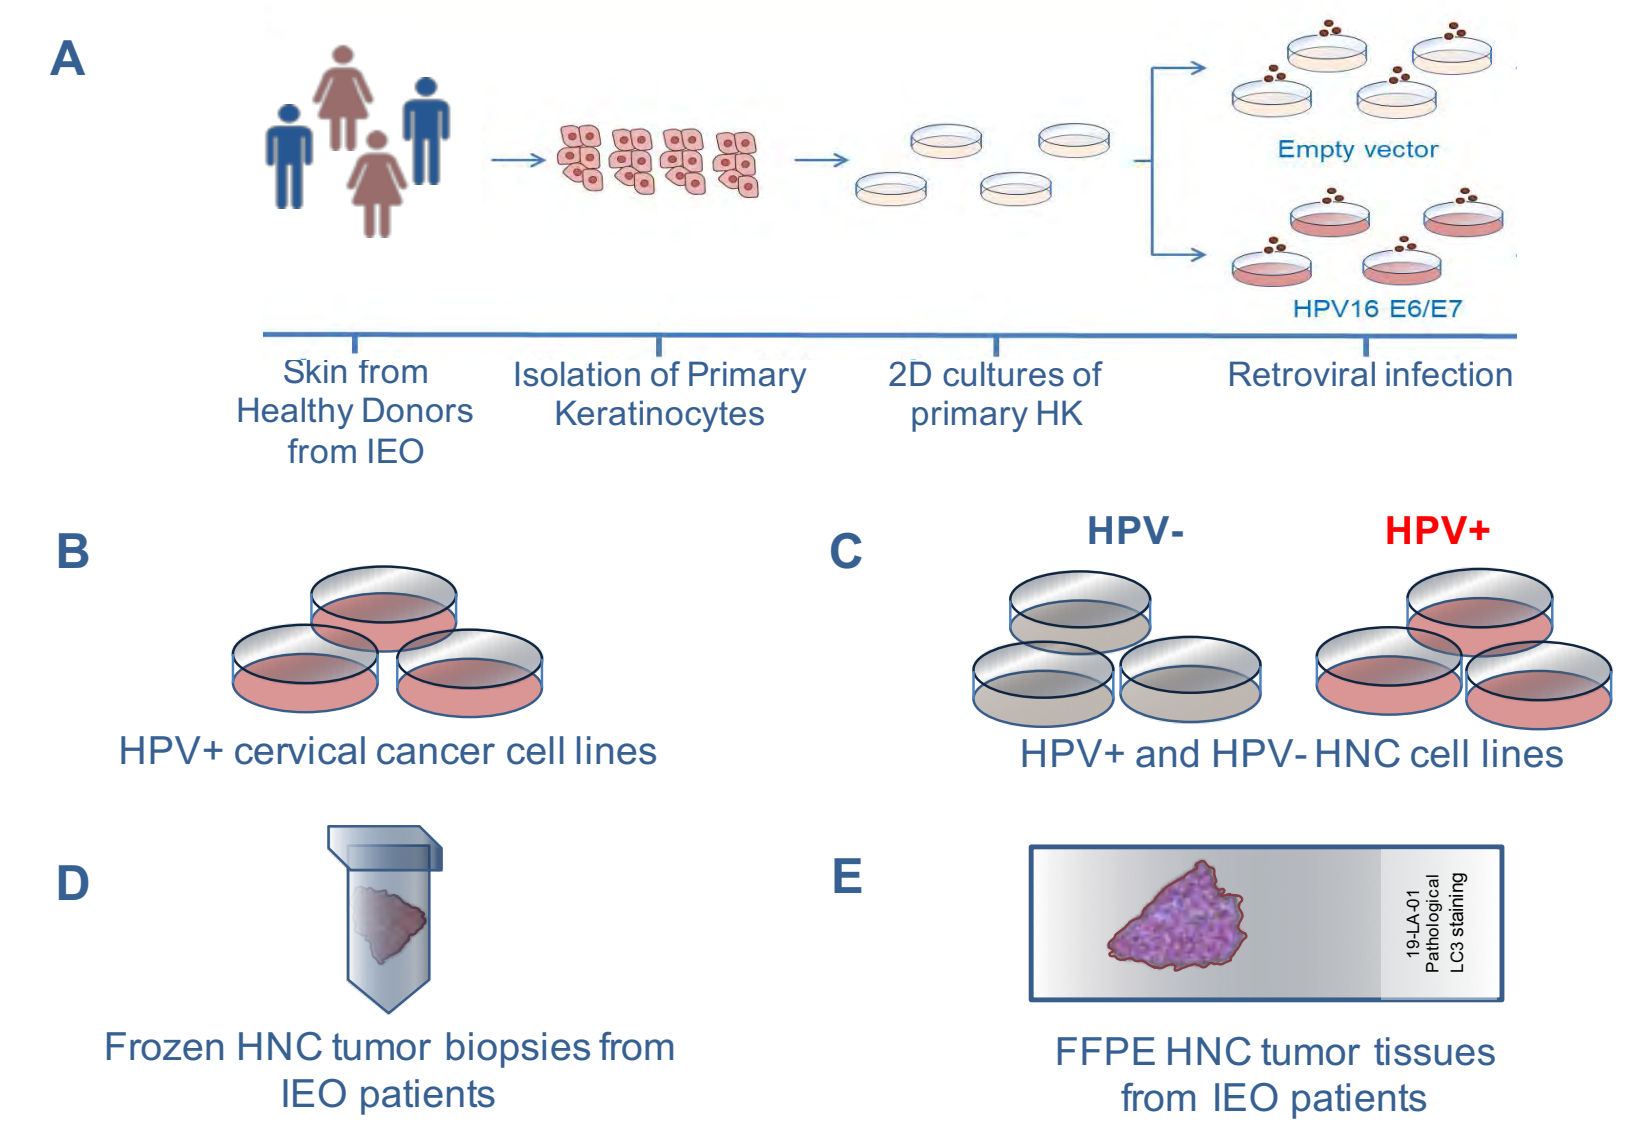 A
Empty vector
HPV16 E6/E7
Skin from
Healthy Donors
from IEO
Isolation of Primary
Keratinocytes
2D cultures of
primary HK
Retroviral infection
B
HPV+ cervical cancer cell lines
C
HPV-
HPV+
HPV+ and HPV- HNC cell lines
D
Frozen HNC tumor biopsies from
IEO patients
E
19-LA-01
Pathological
LC3 staining
FFPE HNC tumor tissues
from IEO patients